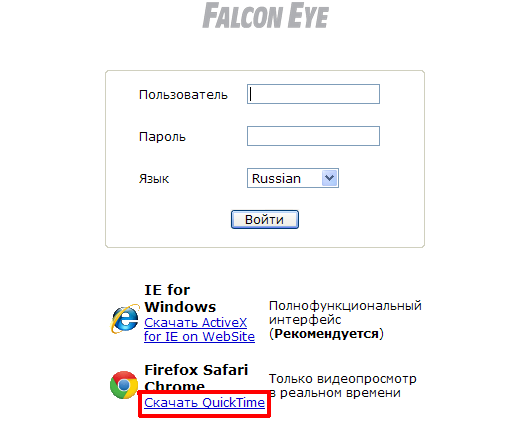 FALCON EYE
Пользователь
Пароль
Язык
Russian
Войти
IE for
Windows
Скачать ActiveX
for IE on WebSite
Полнофункциональный
интерфейс
(Рекомендуется)
Firefox Safari
Chrome
Скачать QuickTime
Только видеопросмотр
в реальном времени